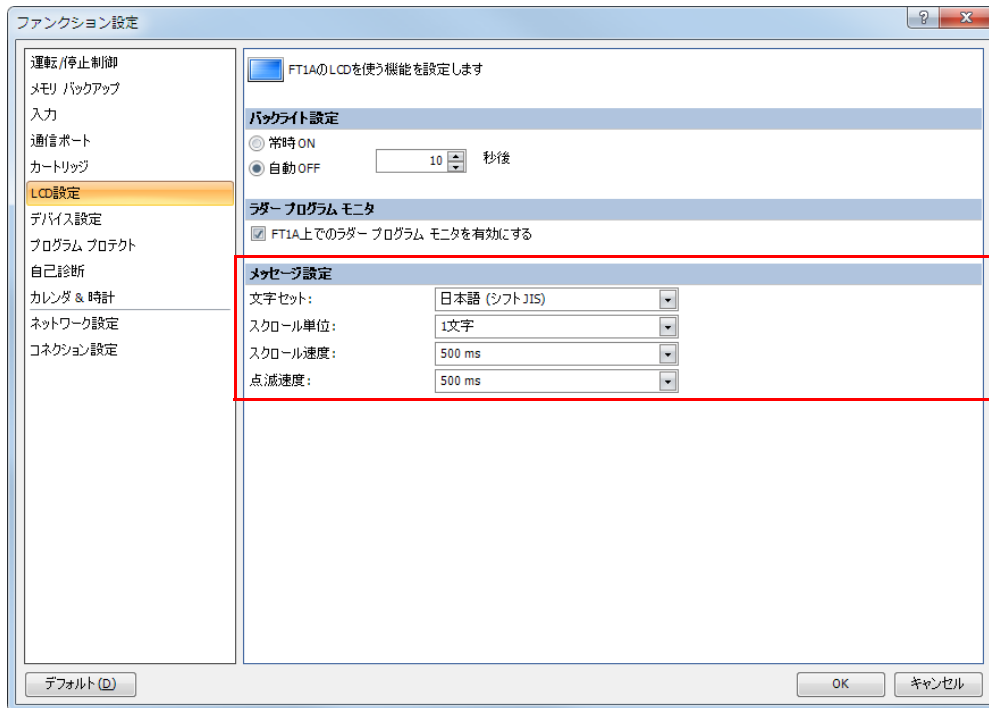 ファンクション設定
運転/停止制御
メモリ バックアップ
入力
通信ポート
カートリッジ
LCD設定
デバイス設定
プログラム プロテクト
自己診断
カレンダ & 時計
ネットワーク設定
コネクション設定
FT1AのLCDを使う機能を設定します
バックライト設定
常時ON
自動OFF 10 秒後
ラダー プログラム モニタ
FT1A上でのラダー プログラム モニタを有効にする
メッセージ設定
文字セット: 日本語 (シフトJIS)
スクロール単位: 1文字
スクロール速度: 500 ms
点滅速度: 500 ms
デフォルト(D) OK キャンセル